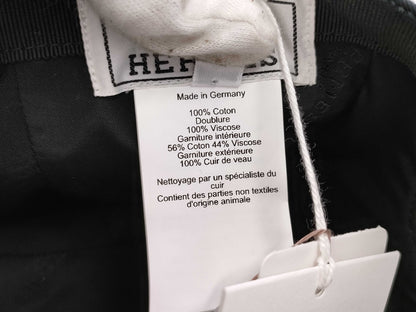 HERMES
Made in Germany
100% Coton
Doublure
100% Viscose
Garniture intérieure
56% Coton 44% Viscose
Garniture extérieure
100% Cuir de veau
Nettoyage par un spécialiste du
cuir
Contient des parties non textiles
d'origine animale